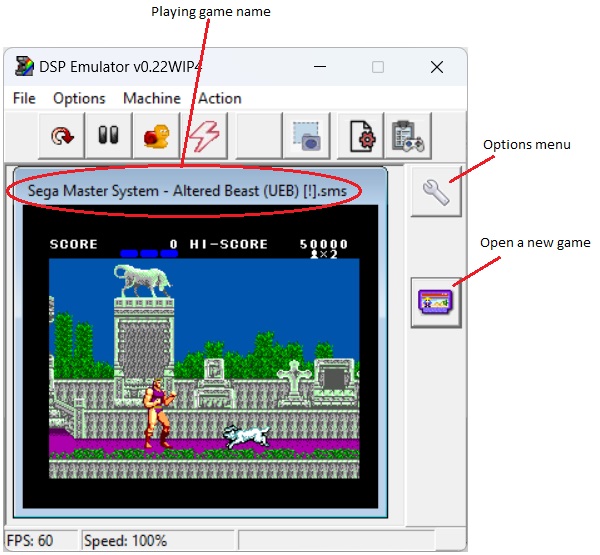 Playing game name
DSP Emulator v0.22WIP4
File Options Machine Action
Options menu
Sega Master System - Altered Beast (UEB) [!].sms
Open a new game
SCORE 0 HI-SCORE 50000
×2
FPS: 60 Speed: 100%